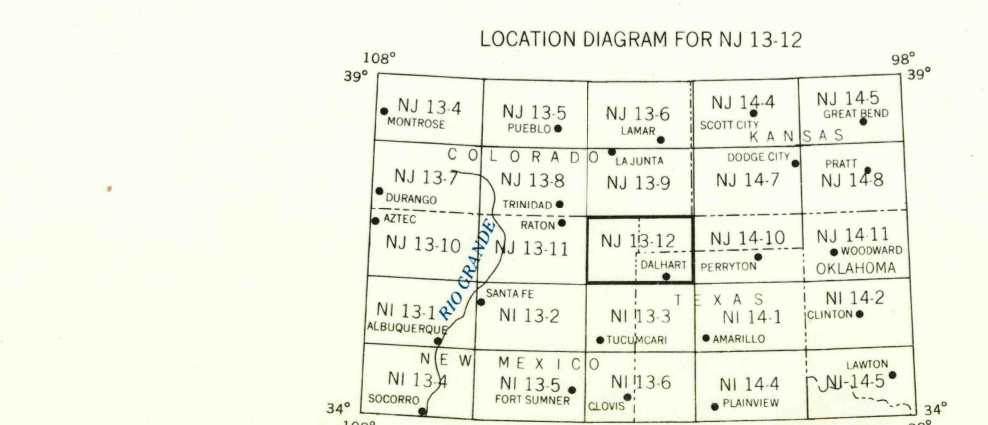 LOCATION DIAGRAM FOR NJ 13-12
108° 98°
39° 39°
NJ 13-4 NJ 13-5 NJ 13-6 NJ 14-4 NJ 14-5
MONTROSE PUEBLO LAMAR SCOTT CITY GREAT BEND
KANSAS
COLORADO LA JUNTA DODGE CITY PRATT
NJ 13-7 NJ 13-8 NJ 13-9 NJ 14-7 NJ 14-8
DURANGO TRINIDAD
AZTEC RATON
NJ 13-10 NJ 13-11 NJ 13-12 NJ 14-10 NJ 14-11
WOODWARD
DALHART PERRYTON OKLAHOMA
RIO GRANDE
SANTA FE TEXAS
NI 13-1 NI 13-2 NI 13-3 NI 14-1 NI 14-2
ALBUQUERQUE TUCUMCARI AMARILLO CLINTON
NEW MEXICO
NI 13-4 NI 13-5 NI 13-6 NI 14-4 NI-14-5
LAWTON
SOCORRO FORT SUMNER CLOVIS PLAINVIEW
34° 34°